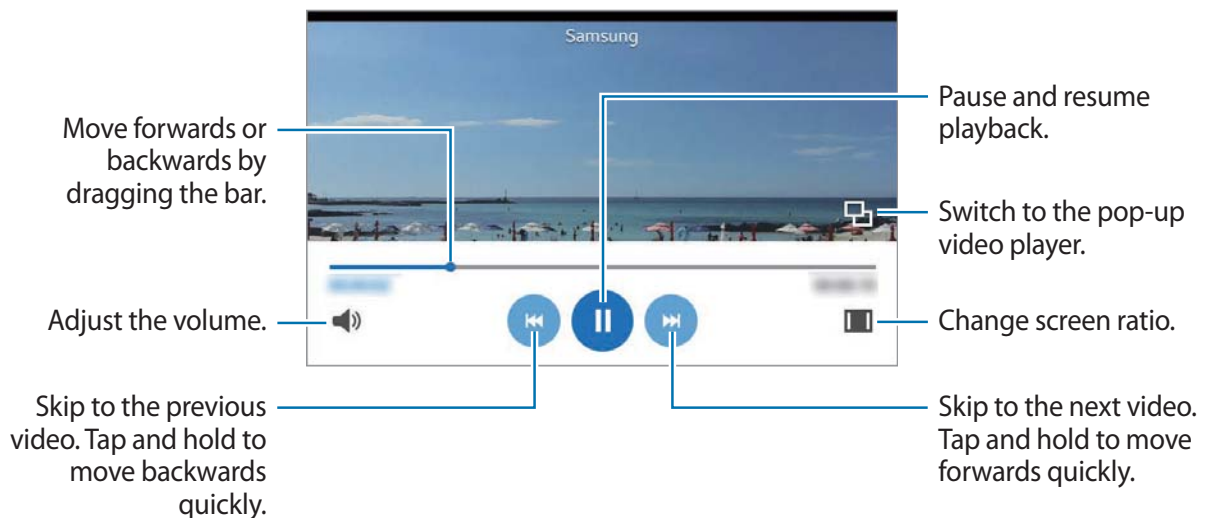 Samsung
Move forwards or
backwards by
dragging the bar.
Adjust the volume.
Skip to the previous
video. Tap and hold to
move backwards
quickly.
Pause and resume
playback.
Switch to the pop-up
video player.
Change screen ratio.
Skip to the next video.
Tap and hold to move
forwards quickly.